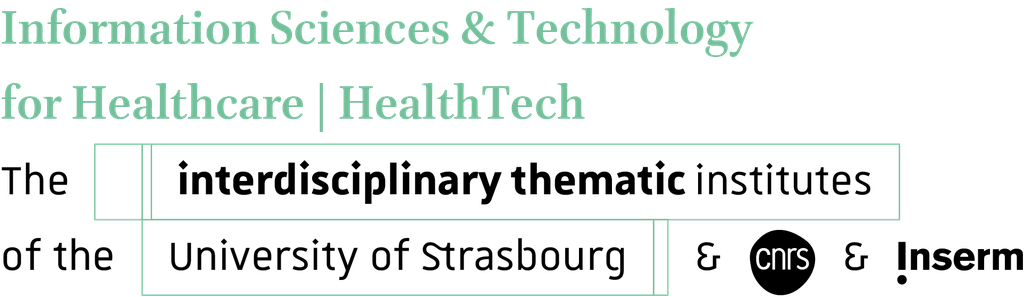 Information Sciences & Technology
for Healthcare | HealthTech
The interdisciplinary thematic institutes
of the University of Strasbourg & cnrs & Inserm